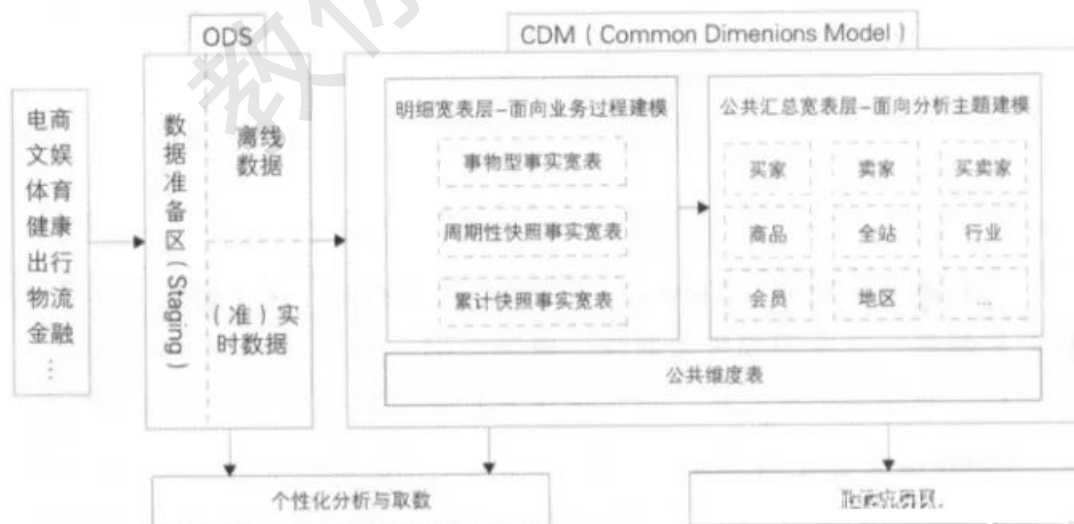 ODS
CDM ( Common Dimenions Model )
电商
文娱
体育
健康
出行
物流
金融
⋮
数据准备区 ( Staging )
离线
数据
(准)实
时数据
明细宽表层-面向业务过程建模
事物型事实宽表
周期性快照事实宽表
累计快照事实宽表
公共汇总宽表层-面向分析主题建模
买家
卖家
买卖家
商品
全站
行业
会员
地区
...
公共维度表
个性化分析与取数